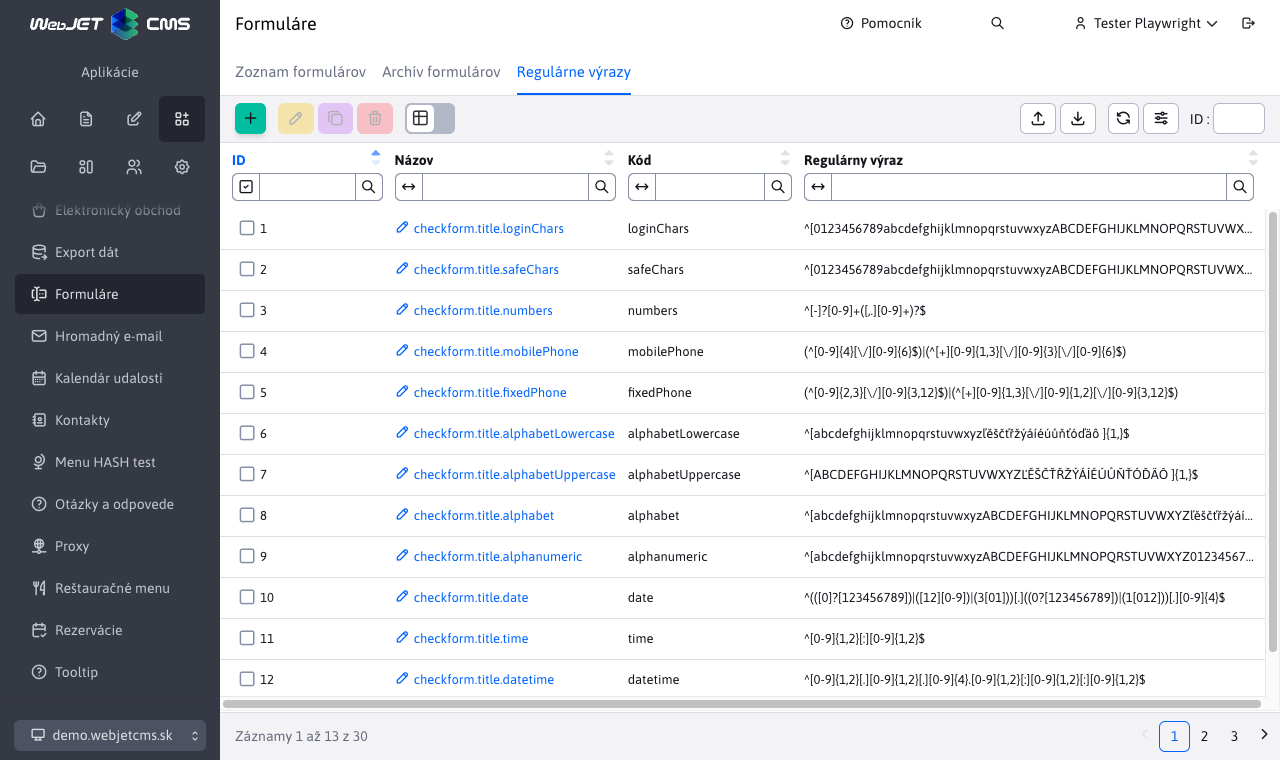 WebJET CMS
Formuláre
Pomocník
Tester Playwright
Aplikácie
Zoznam formulárov
Archív formulárov
Regulárne výrazy
ID :
Elektronický obchod
Export dát
Formuláre
Hromadný e-mail
Kalendár udalostí
Kontakty
Menu HASH test
Otázky a odpovede
Proxy
Reštauračné menu
Rezervácie
Tooltip
demo.webjetcms.sk
ID Názov Kód Regulárny výraz
1 checkform.title.loginChars loginChars ^[0123456789abcdefghijklmnopqrstuvwxyzABCDEFGHIJKLMNOPQRSTUVWX...
2 checkform.title.safeChars safeChars ^[0123456789abcdefghijklmnopqrstuvwxyzABCDEFGHIJKLMNOPQRSTUVWX...
3 checkform.title.numbers numbers ^[-]?[0-9]+([,.][0-9]+)?$
4 checkform.title.mobilePhone mobilePhone (^[0-9]{4}[\/][0-9]{6}$)|(^[+][0-9]{1,3}[\/][0-9]{3}[\/][0-9]{6}$)
5 checkform.title.fixedPhone fixedPhone (^[0-9]{2,3}[\/][0-9]{3,12}$)|(^[+][0-9]{1,3}[\/][0-9]{1,2}[\/][0-9]{3,12}$)
6 checkform.title.alphabetLowercase alphabetLowercase ^[abcdefghijklmnopqrstuvwxyzľěščťřžýáíéúůňťóďäô ]{1,}$
7 checkform.title.alphabetUppercase alphabetUppercase ^[ABCDEFGHIJKLMNOPQRSTUVWXYZĽĚŠČŤŘŽÝÁÍÉÚŮŇŤÓĎÄÔ ]{1,}$
8 checkform.title.alphabet alphabet ^[abcdefghijklmnopqrstuvwxyzABCDEFGHIJKLMNOPQRSTUVWXYZľěščťřžýáí...
9 checkform.title.alphanumeric alphanumeric ^[abcdefghijklmnopqrstuvwxyzABCDEFGHIJKLMNOPQRSTUVWXYZ01234567...
10 checkform.title.date date ^(([0]?[123456789])|([12][0-9])|(3[01]))[.]((0?[123456789])|(1[012]))[.][0-9]{4}$
11 checkform.title.time time ^[0-9]{1,2}[:][0-9]{1,2}$
12 checkform.title.datetime datetime ^[0-9]{1,2}[.][0-9]{1,2}[.][0-9]{4}.[0-9]{1,2}[:][0-9]{1,2}[:][0-9]{1,2}$
Záznamy 1 až 13 z 30
1 2 3